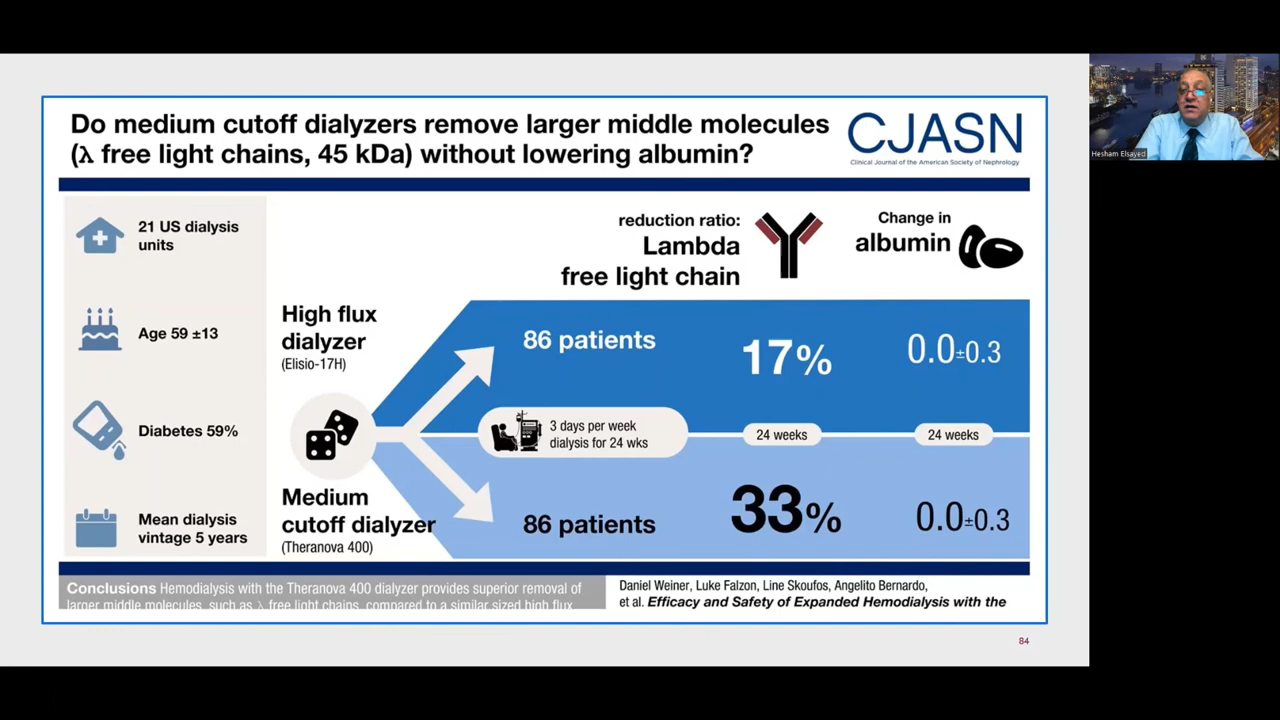 Do medium cutoff dialyzers remove larger middle molecules
(λ free light chains, 45 kDa) without lowering albumin?
CJASN
Clinical Journal of the American Society of Nephrology
21 US dialysis
units
Age 59 ±13
Diabetes 59%
Mean dialysis
vintage 5 years
reduction ratio:
Lambda
free light chain
Change in
albumin
High flux
dialyzer
(Elisio-17H)
86 patients
17%
0.0±0.3
3 days per week
dialysis for 24 wks
24 weeks
24 weeks
Medium
cutoff dialyzer
(Theranova 400)
86 patients
33%
0.0±0.3
Conclusions Hemodialysis with the Theranova 400 dialyzer provides superior removal of
larger middle molecules, such as λ free light chains, compared to a similar sized high flux
Daniel Weiner, Luke Falzon, Line Skoufos, Angelito Bernardo,
et al. Efficacy and Safety of Expanded Hemodialysis with the
84
Hesham Elsayed